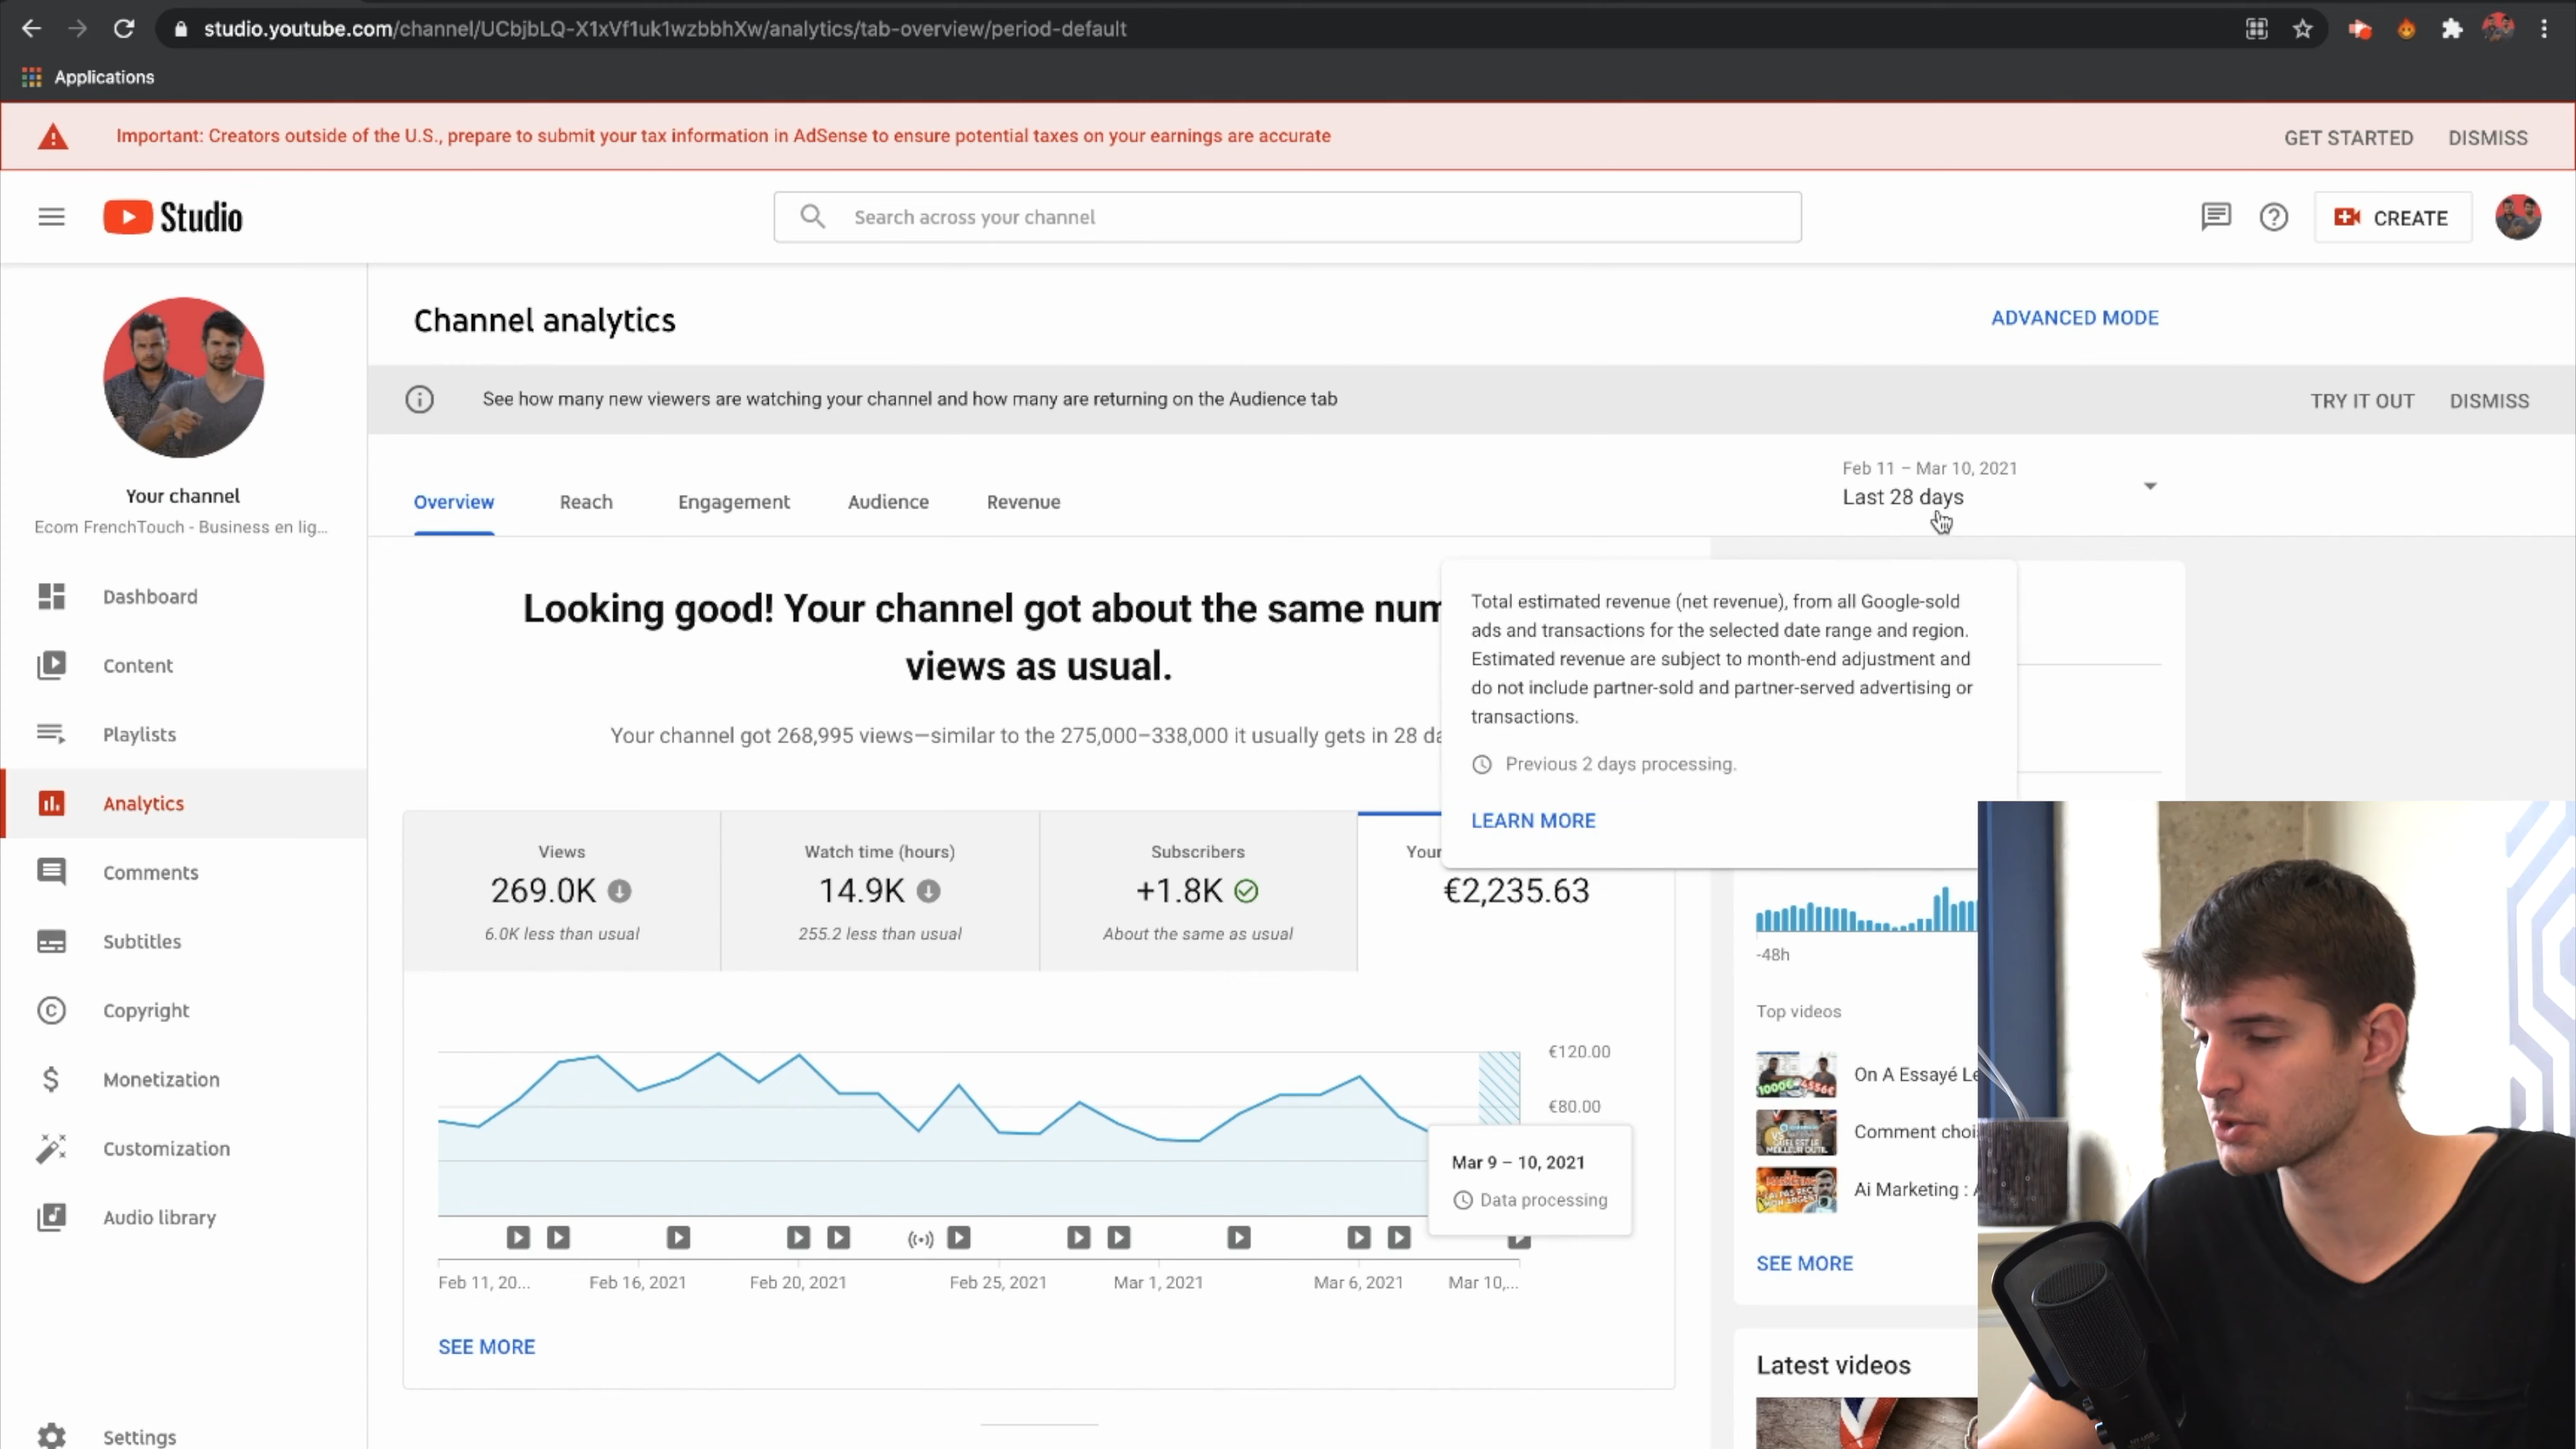 studio.youtube.com/channel/UCbjbLQ-X1xVf1uk1wzbbhXw/analytics/tab-overview/period-default
Applications
Important: Creators outside of the U.S., prepare to submit your tax information in AdSense to ensure potential taxes on your earnings are accurate
GET STARTED
DISMISS
Studio
Search across your channel
CREATE
Your channel
Ecom FrenchTouch - Business en lig...
Dashboard
Content
Playlists
Analytics
Comments
Subtitles
Copyright
Monetization
Customization
Audio library
Settings
Channel analytics
ADVANCED MODE
See how many new viewers are watching your channel and how many are returning on the Audience tab
TRY IT OUT
DISMISS
Overview
Reach
Engagement
Audience
Revenue
Feb 11 – Mar 10, 2021
Last 28 days
Looking good! Your channel got about the same num
views as usual.
Your channel got 268,995 views—similar to the 275,000–338,000 it usually gets in 28 da
Total estimated revenue (net revenue), from all Google-sold
ads and transactions for the selected date range and region.
Estimated revenue are subject to month-end adjustment and
do not include partner-sold and partner-served advertising or
transactions.
Previous 2 days processing.
LEARN MORE
Views
269.0K
6.0K less than usual
Watch time (hours)
14.9K
255.2 less than usual
Subscribers
+1.8K
About the same as usual
Your
€2,235.63
€120.00
€80.00
Mar 9 – 10, 2021
Data processing
Feb 11, 20...
Feb 16, 2021
Feb 20, 2021
Feb 25, 2021
Mar 1, 2021
Mar 6, 2021
Mar 10,...
SEE MORE
-48h
Top videos
On A Essayé Le
Comment choi
Ai Marketing :
SEE MORE
Latest videos